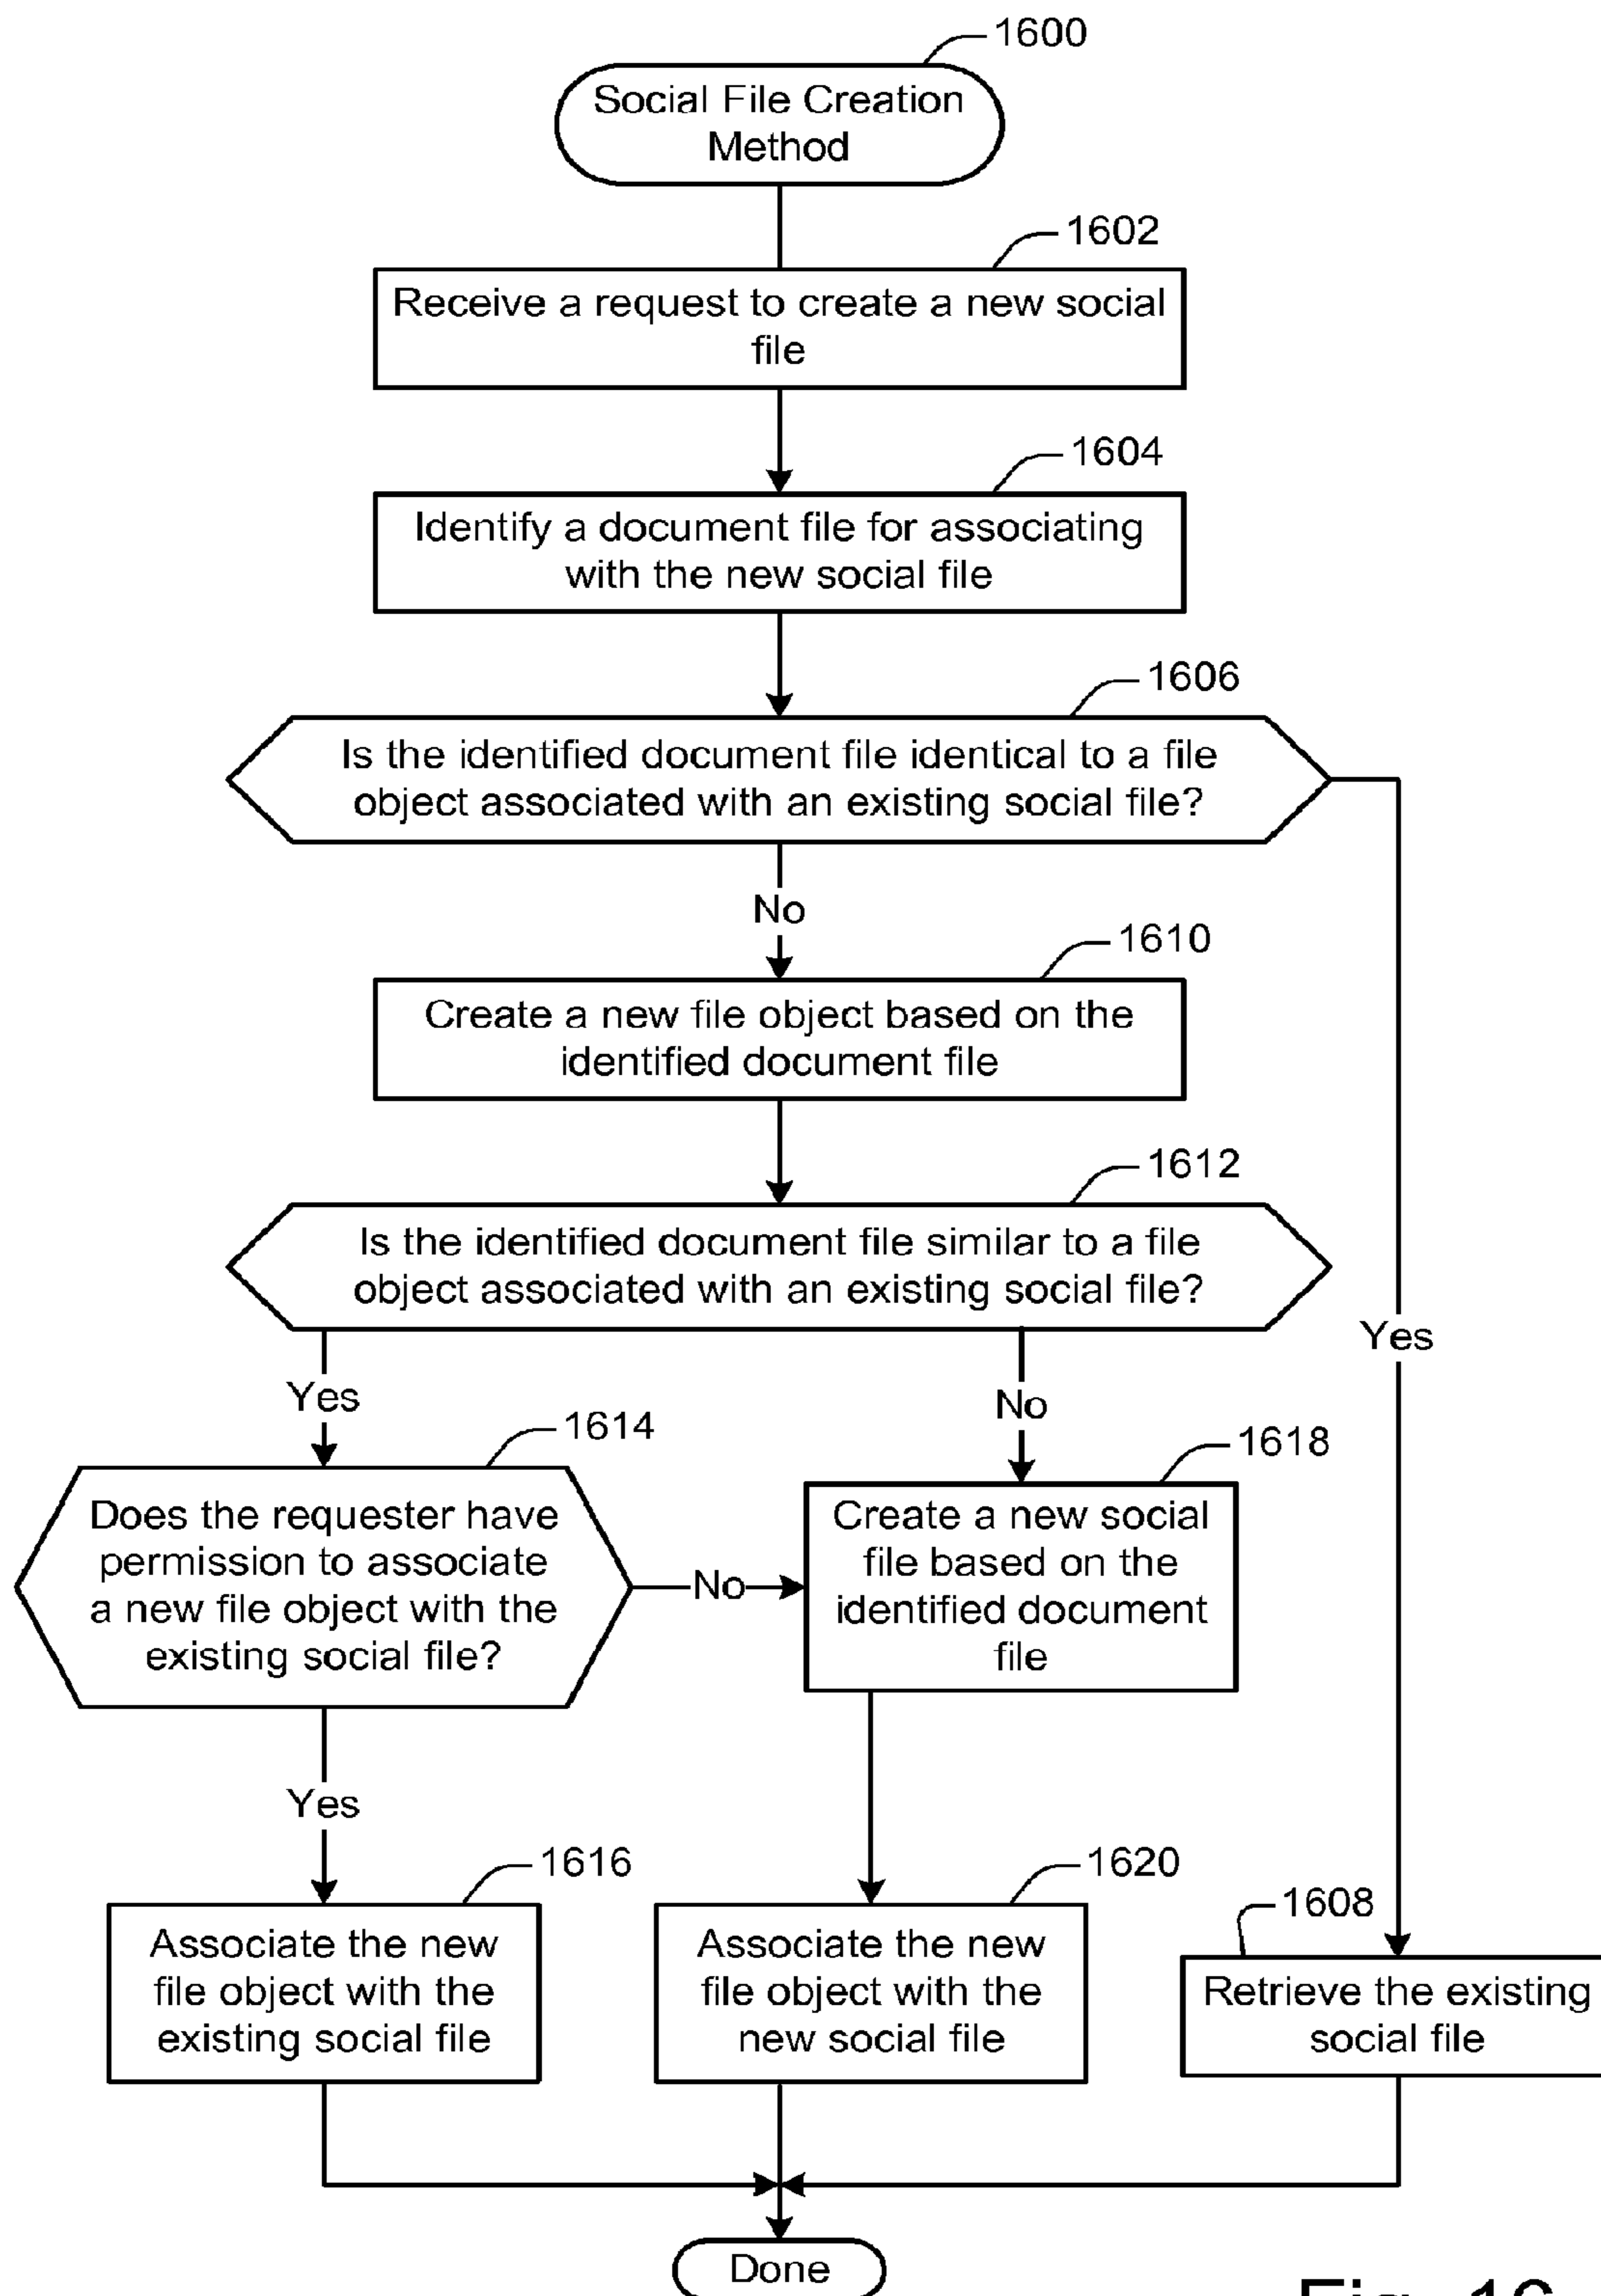 1600
Social File Creation
Method
1602
Receive a request to create a new social
file
1604
Identify a document file for associating
with the new social file
1606
Is the identified document file identical to a file
object associated with an existing social file?
No
1610
Create a new file object based on the
identified document file
1612
Is the identified document file similar to a file
object associated with an existing social file?
Yes
Yes
No
1614
1618
Does the requester have
permission to associate
a new file object with the
existing social file?
No
Create a new social
file based on the
identified document
file
Yes
1616
1620
1608
Associate the new
file object with the
existing social file
Associate the new
file object with the
new social file
Retrieve the existing
social file
Done
Fig. 16